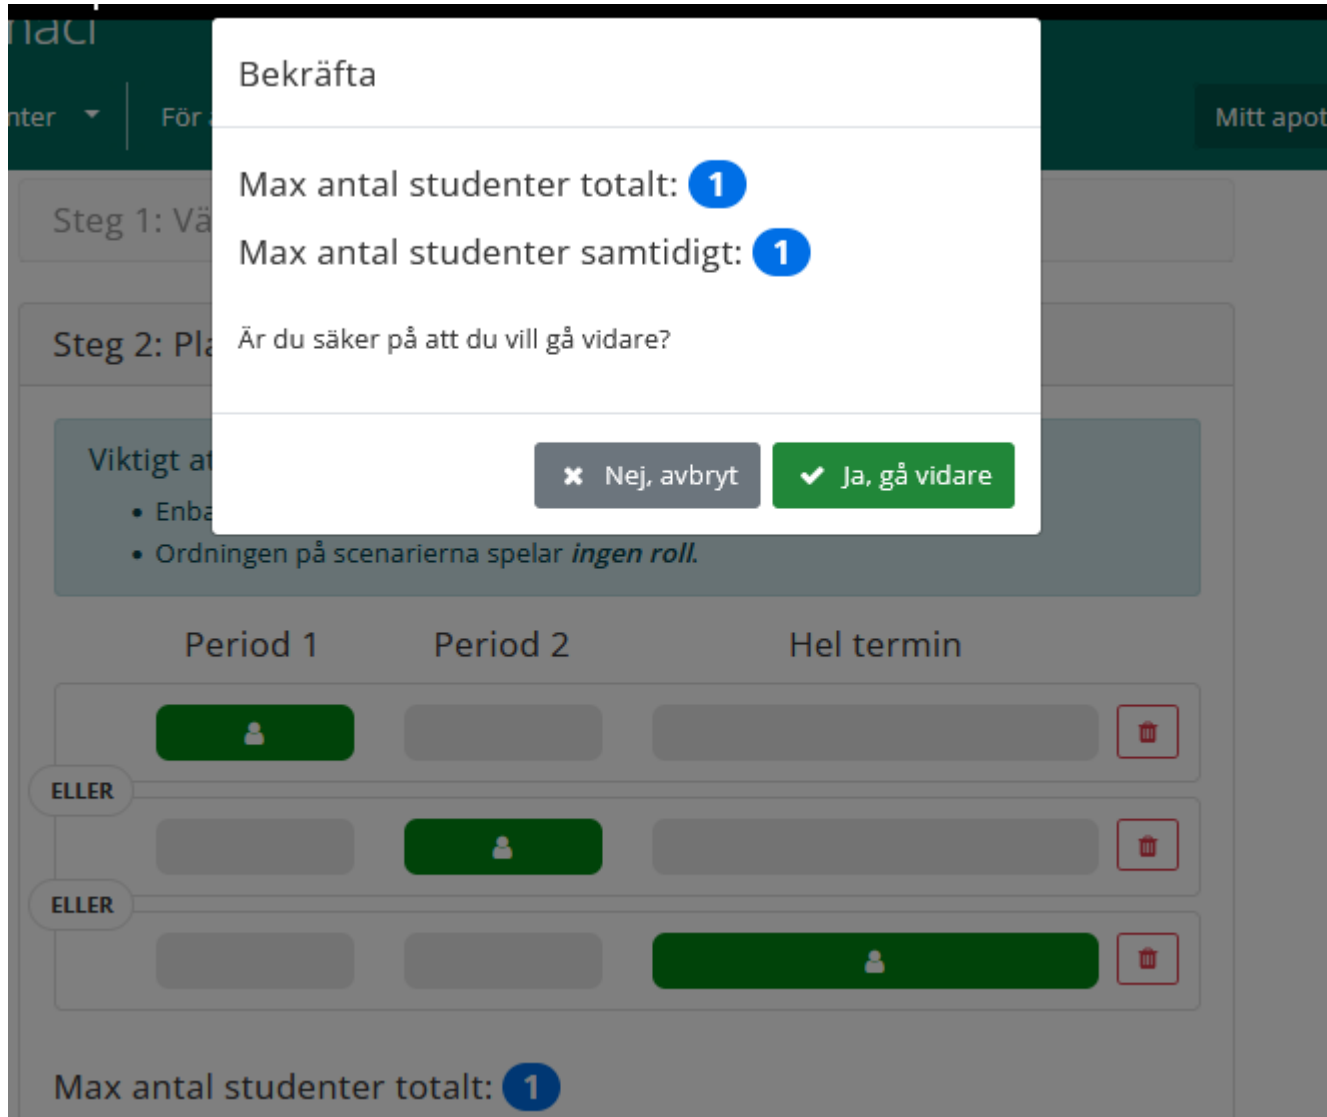 Bekräfta
nter
För
Mitt apot
Max antal studenter totalt: 1
Steg 1: Vä
Max antal studenter samtidigt: 1
Steg 2: Pla
Är du säker på att du vill gå vidare?
Viktigt at
Nej, avbryt
Ja, gå vidare
• Enba
• Ordningen på scenarierna spelar ingen roll.
Period 1 Period 2 Hel termin
ELLER
ELLER
Max antal studenter totalt: 1